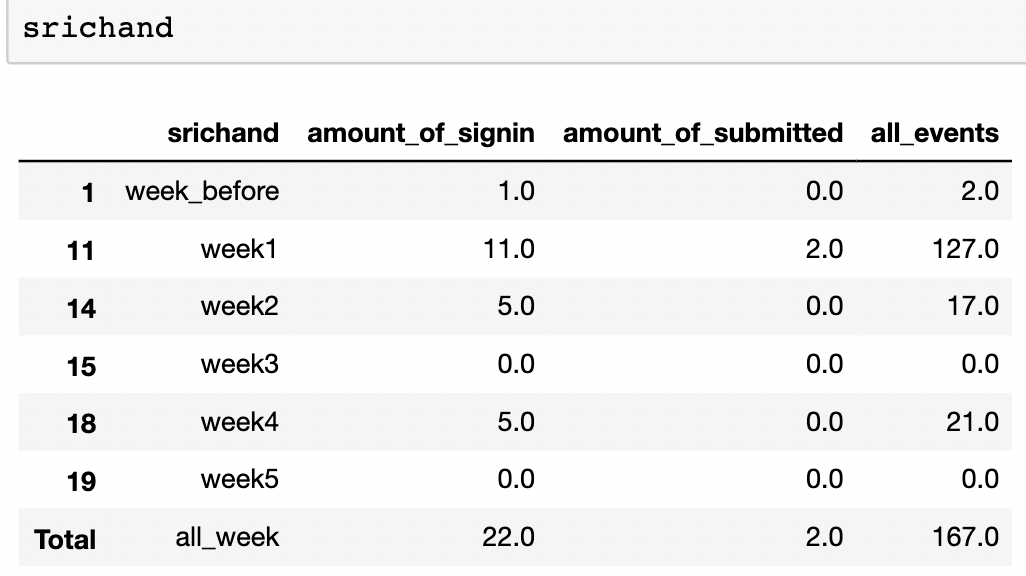 srichand
srichand amount_of_signin amount_of_submitted all_events
1 week_before 1.0 0.0 2.0
11 week1 11.0 2.0 127.0
14 week2 5.0 0.0 17.0
15 week3 0.0 0.0 0.0
18 week4 5.0 0.0 21.0
19 week5 0.0 0.0 0.0
Total all_week 22.0 2.0 167.0